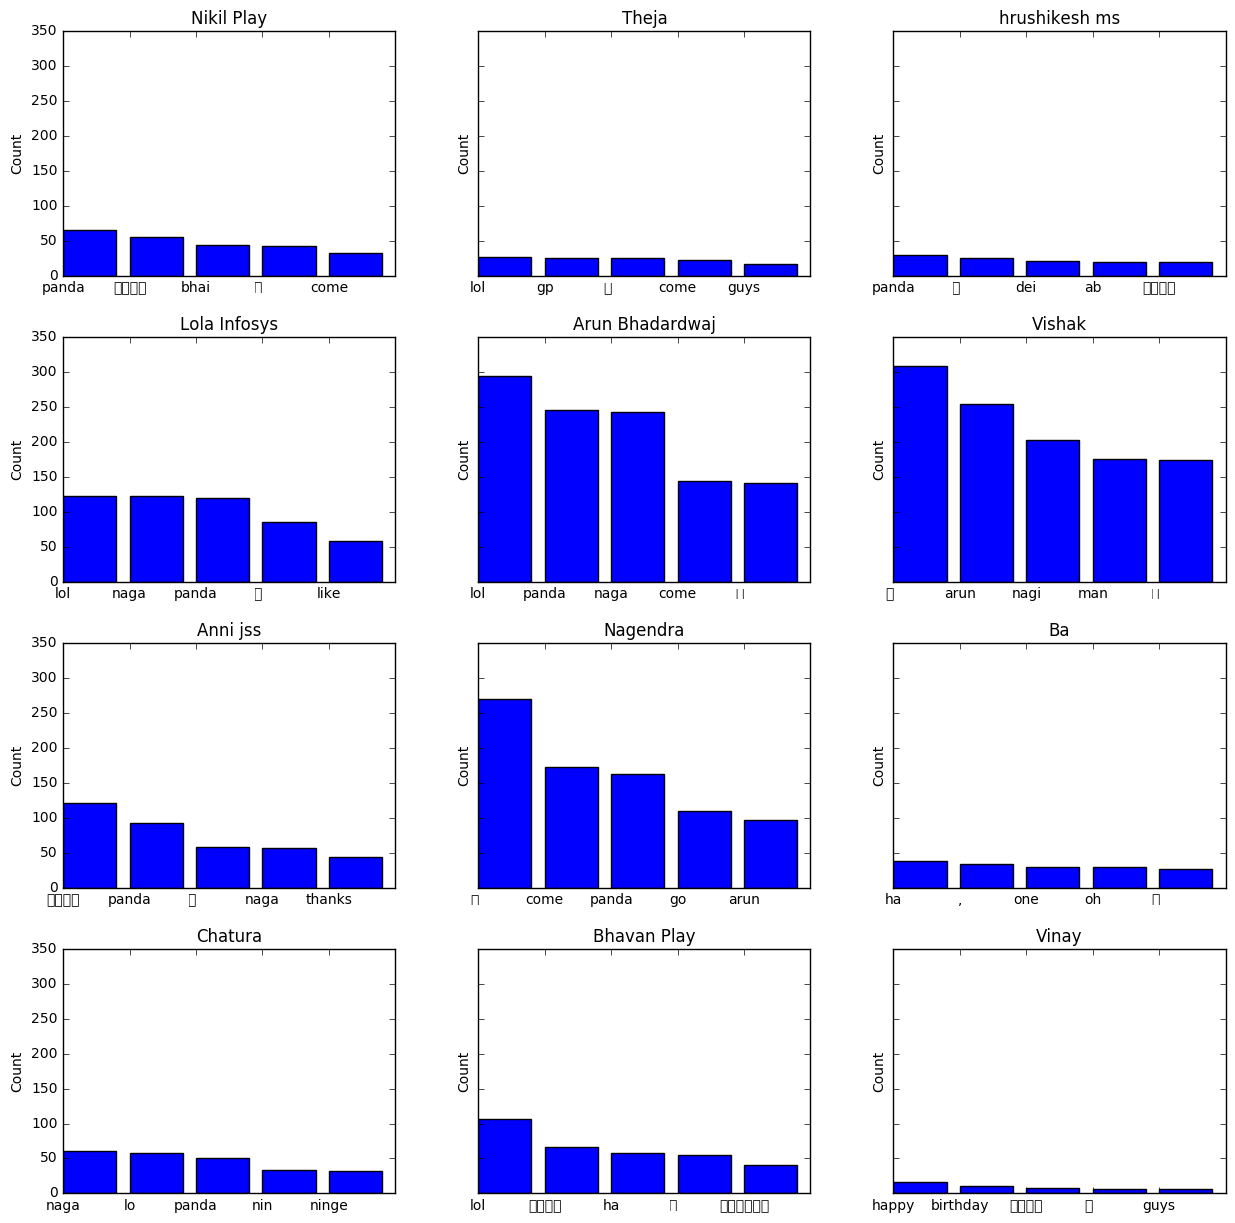 Nikil Play Theja hrushikesh ms
350
300
250
200
150
100
50
0
Count Count Count
panda bhai come lol gp come guys panda dei ab
Lola Infosys Arun Bhadardwaj Vishak
350
300
250
200
150
100
50
0
Count Count Count
lol naga panda like lol panda naga come arun nagi man
Anni jss Nagendra Ba
350
300
250
200
150
100
50
0
Count Count Count
panda naga thanks come panda go arun ha , one oh
Chatura Bhavan Play Vinay
350
300
250
200
150
100
50
0
Count Count Count
naga lo panda nin ninge lol ha happy birthday guys